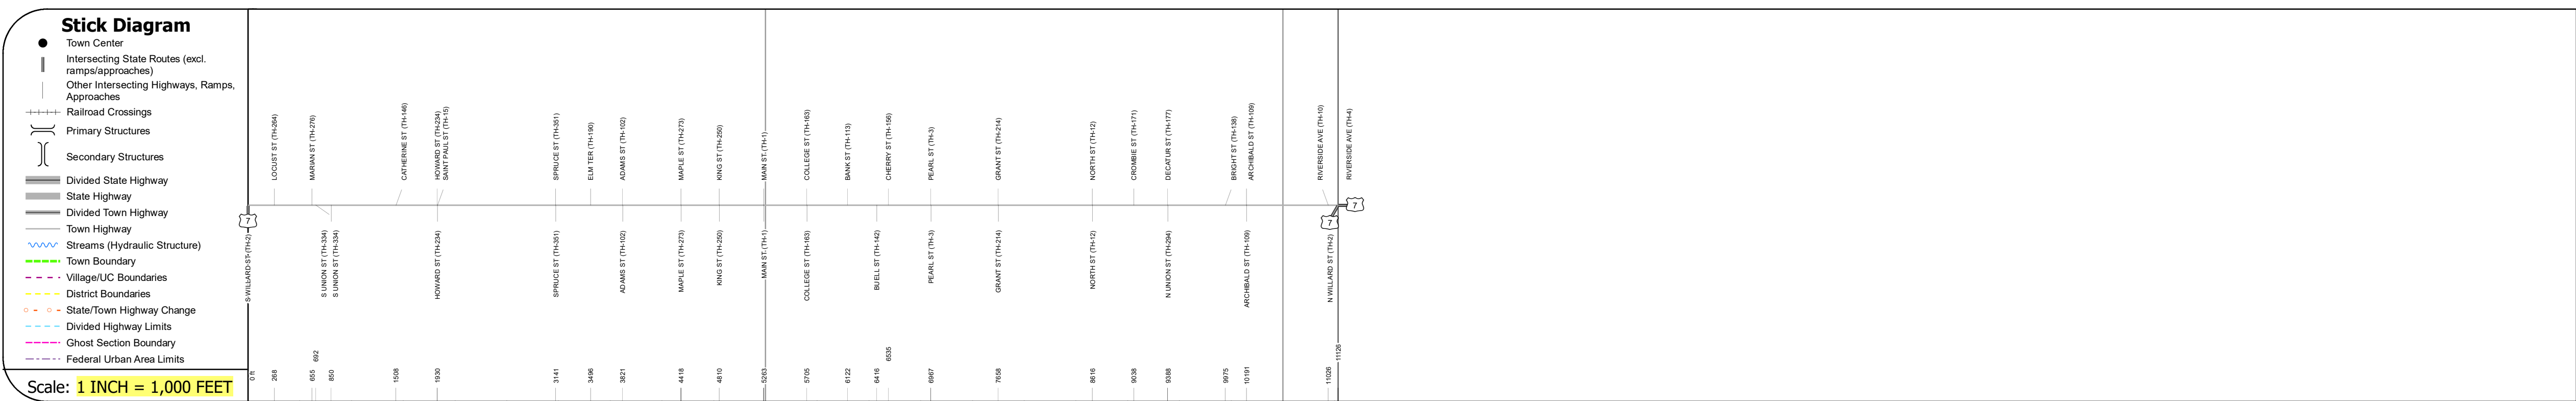 Stick Diagram
Town Center
Intersecting State Routes (excl.
ramps/approaches)
Other Intersecting Highways, Ramps,
Approaches
Railroad Crossings
Primary Structures
Secondary Structures
Divided State Highway
State Highway
Divided Town Highway
Town Highway
Streams (Hydraulic Structure)
Town Boundary
Village/UC Boundaries
District Boundaries
State/Town Highway Change
Divided Highway Limits
Ghost Section Boundary
Federal Urban Area Limits
Scale: 1 INCH = 1,000 FEET
LOCUST ST (TH-264)
MARIAN ST (TH-276)
CATHERINE ST (TH-146)
HOWARD ST (TH-234)
SAINT PAUL ST (TH-15)
SPRUCE ST (TH-351)
ELM TER (TH-190)
ADAMS ST (TH-102)
MAPLE ST (TH-273)
KING ST (TH-250)
MAIN ST (TH-1)
COLLEGE ST (TH-163)
BANK ST (TH-113)
CHERRY ST (TH-156)
PEARL ST (TH-3)
GRANT ST (TH-214)
NORTH ST (TH-12)
CROMBIE ST (TH-171)
DECATUR ST (TH-177)
BRIGHT ST (TH-138)
ARCHIBALD ST (TH-109)
RIVERSIDE AVE (TH-10)
RIVERSIDE AVE (TH-4)
7
7
7
S WILLARD ST (TH-2)
S UNION ST (TH-334)
S UNION ST (TH-334)
HOWARD ST (TH-234)
SPRUCE ST (TH-351)
ADAMS ST (TH-102)
MAPLE ST (TH-273)
KING ST (TH-250)
MAIN ST (TH-1)
COLLEGE ST (TH-163)
BUELL ST (TH-142)
PEARL ST (TH-3)
GRANT ST (TH-214)
NORTH ST (TH-12)
N UNION ST (TH-294)
ARCHIBALD ST (TH-109)
N WILLARD ST (TH-2)
0 ft
268
655
692
850
1508
1930
3141
3496
3821
4418
4810
5263
5705
6122
6416
6535
6967
7658
8616
9038
9388
9975
10191
11026
11126